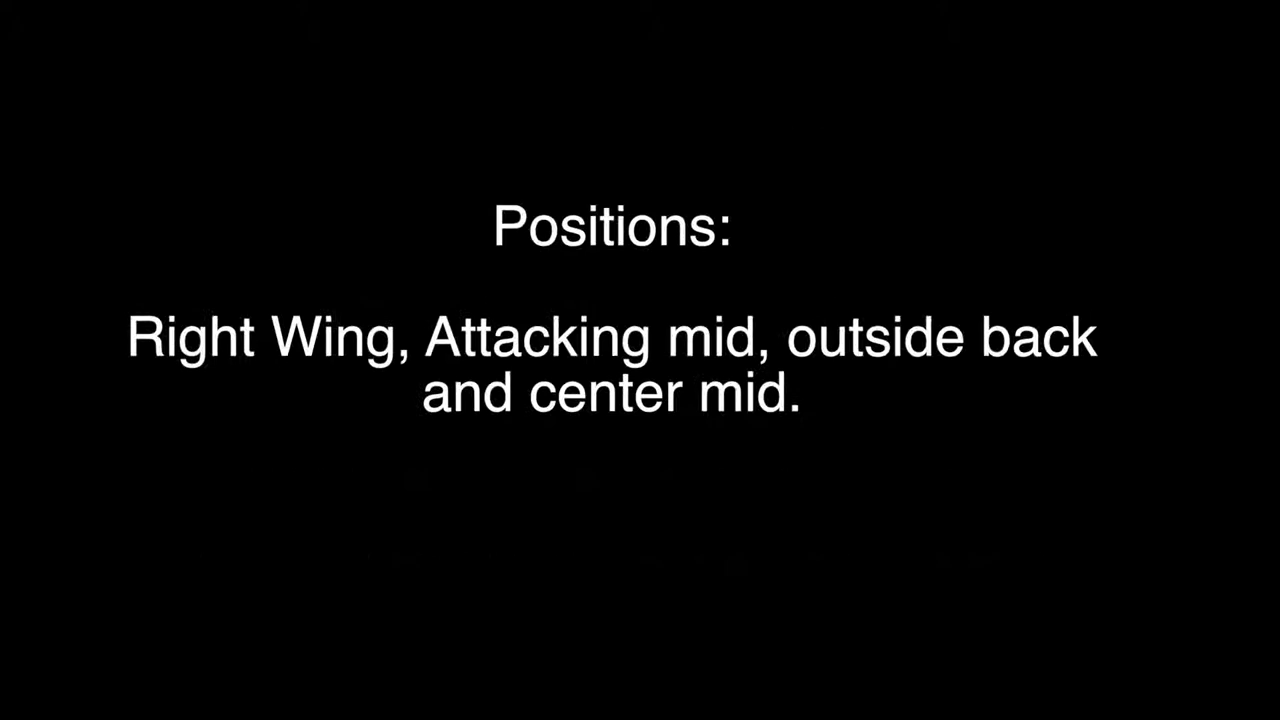 Positions:
Right Wing, Attacking mid, outside back
and center mid.